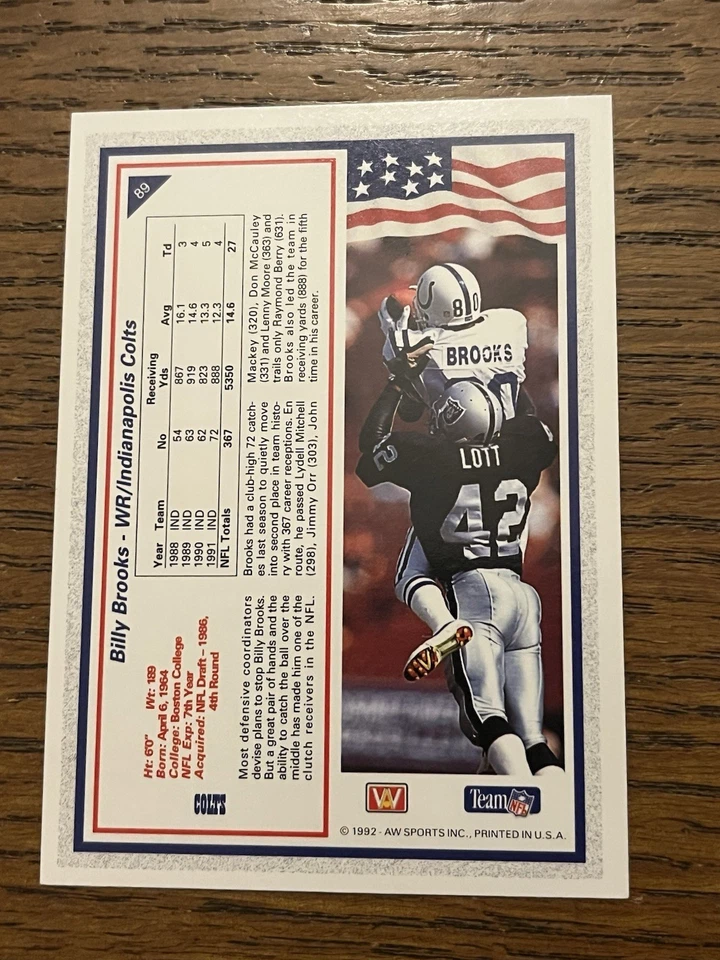 89
Billy Brooks - WR/Indianapolis Colts
Ht: 6'0" Wt: 189
Born: April 6, 1964
College: Boston College
NFL Exp: 7th Year
Acquired: NFL Draft – 1986,
4th Round
COLTS
Receiving
Year Team No Yds Avg Td
1988 IND 54 867 16.1 3
1989 IND 63 919 14.6 4
1990 IND 62 823 13.3 5
1991 IND 72 888 12.3 4
NFL Totals 367 5350 14.6 27
Most defensive coordinators
devise plans to stop Billy Brooks.
But a great pair of hands and the
ability to catch the ball over the
middle has made him one of the
clutch receivers in the NFL.
Brooks had a club-high 72 catch-
es last season to quietly move
into second place in team histo-
ry with 367 career receptions. En
route, he passed Lydell Mitchell
(298), Jimmy Orr (303), John
Mackey (320), Don McCauley
(331) and Lenny Moore (363) and
trails only Raymond Berry (631).
Brooks also led the team in
receiving yards (888) for the fifth
time in his career.
80
BROOKS
LOTT
42
AW
Team NFL
© 1992 - AW SPORTS INC., PRINTED IN U.S.A.